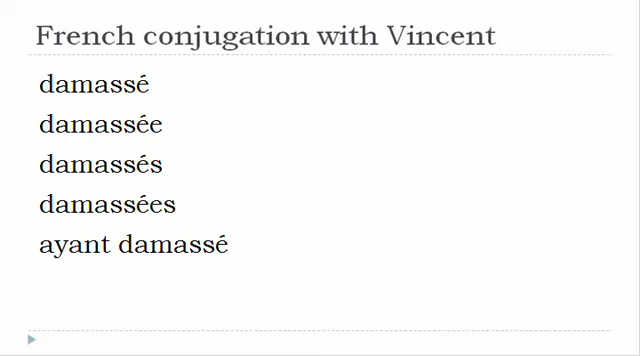 French conjugation with Vincent
damassé
damassée
damassés
damassées
ayant damassé